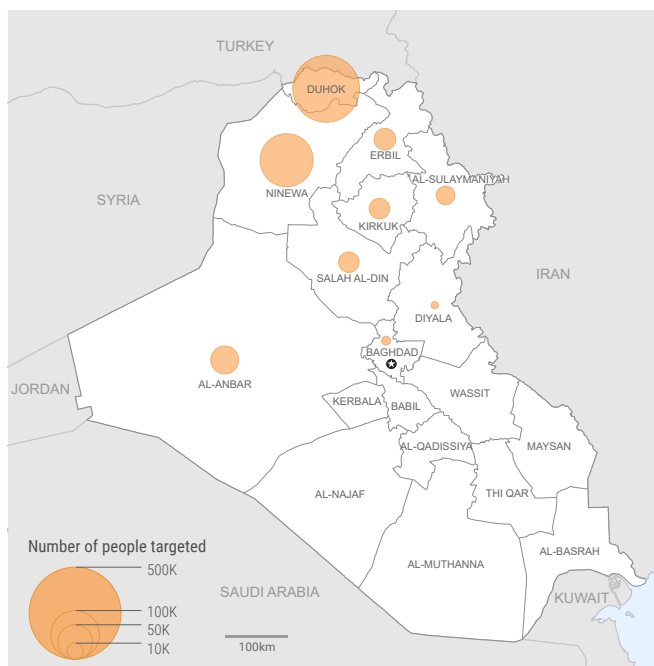 TURKEY
DUHOK
ERBIL
AL-SULAYMANIYAH
NINEWA
SYRIA
KIRKUK
SALAH AL-DIN
IRAN
DIYALA
BAGHDAD
AL-ANBAR
JORDAN
WASSIT
KERBALA
BABIL
AL-QADISSIYA
MAYSAN
AL-NAJAF
THI QAR
AL-BASRAH
AL-MUTHANNA
SAUDI ARABIA
KUWAIT
100km
Number of people targeted
500K
100K
50K
10K